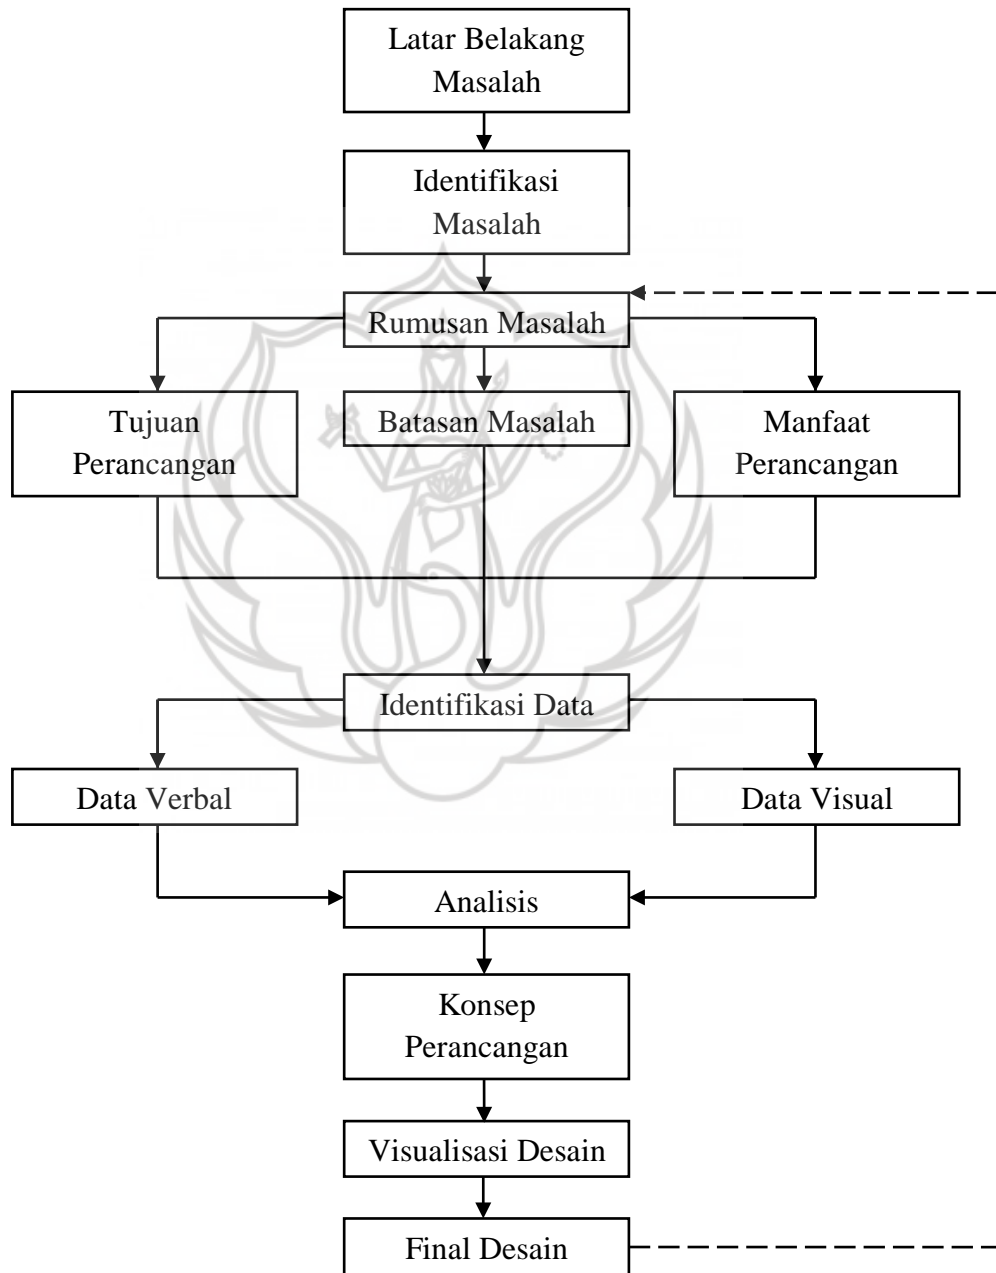 Latar Belakang
Masalah
Identifikasi
Masalah
Rumusan Masalah
Tujuan
Perancangan
Batasan Masalah
Manfaat
Perancangan
Identifikasi Data
Data Verbal
Data Visual
Analisis
Konsep
Perancangan
Visualisasi Desain
Final Desain